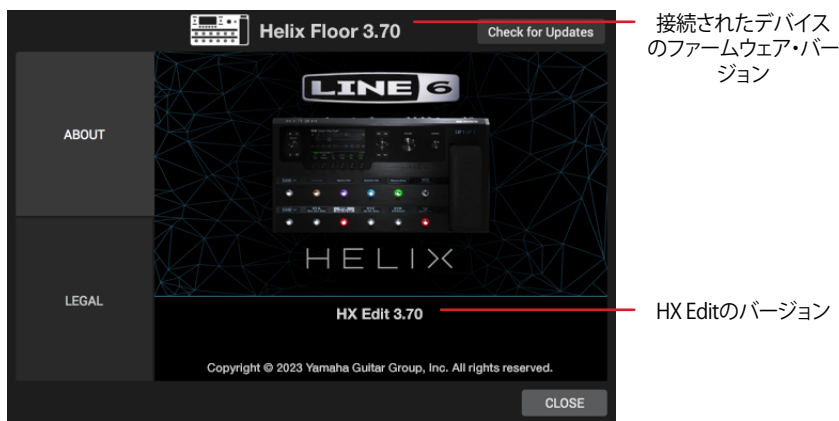 Helix Floor 3.70
Check for Updates
接続されたデバイス
のファームウェア・バー
ジョン
ABOUT
LINE 6
HELIX
LEGAL
HX Edit 3.70
HX Editのバージョン
Copyright © 2023 Yamaha Guitar Group, Inc. All rights reserved.
CLOSE